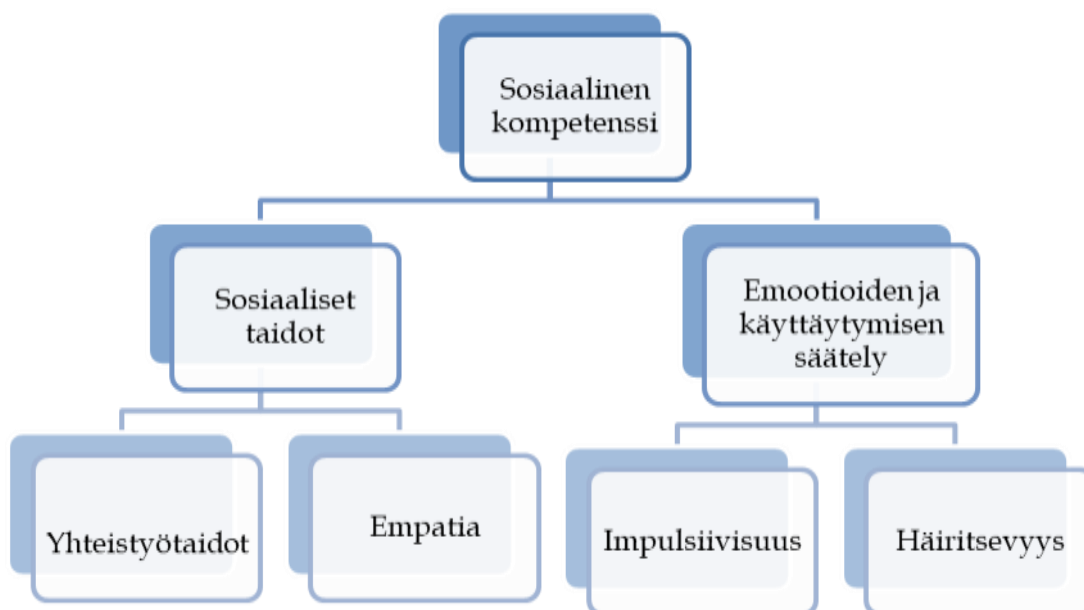 Sosiaalinen
kompetenssi
Sosiaaliset
taidot
Emootioiden ja
käyttäytymisen
säätely
Yhteistyötaidot
Empatia
Impulsiivisuus
Häiritsevyys